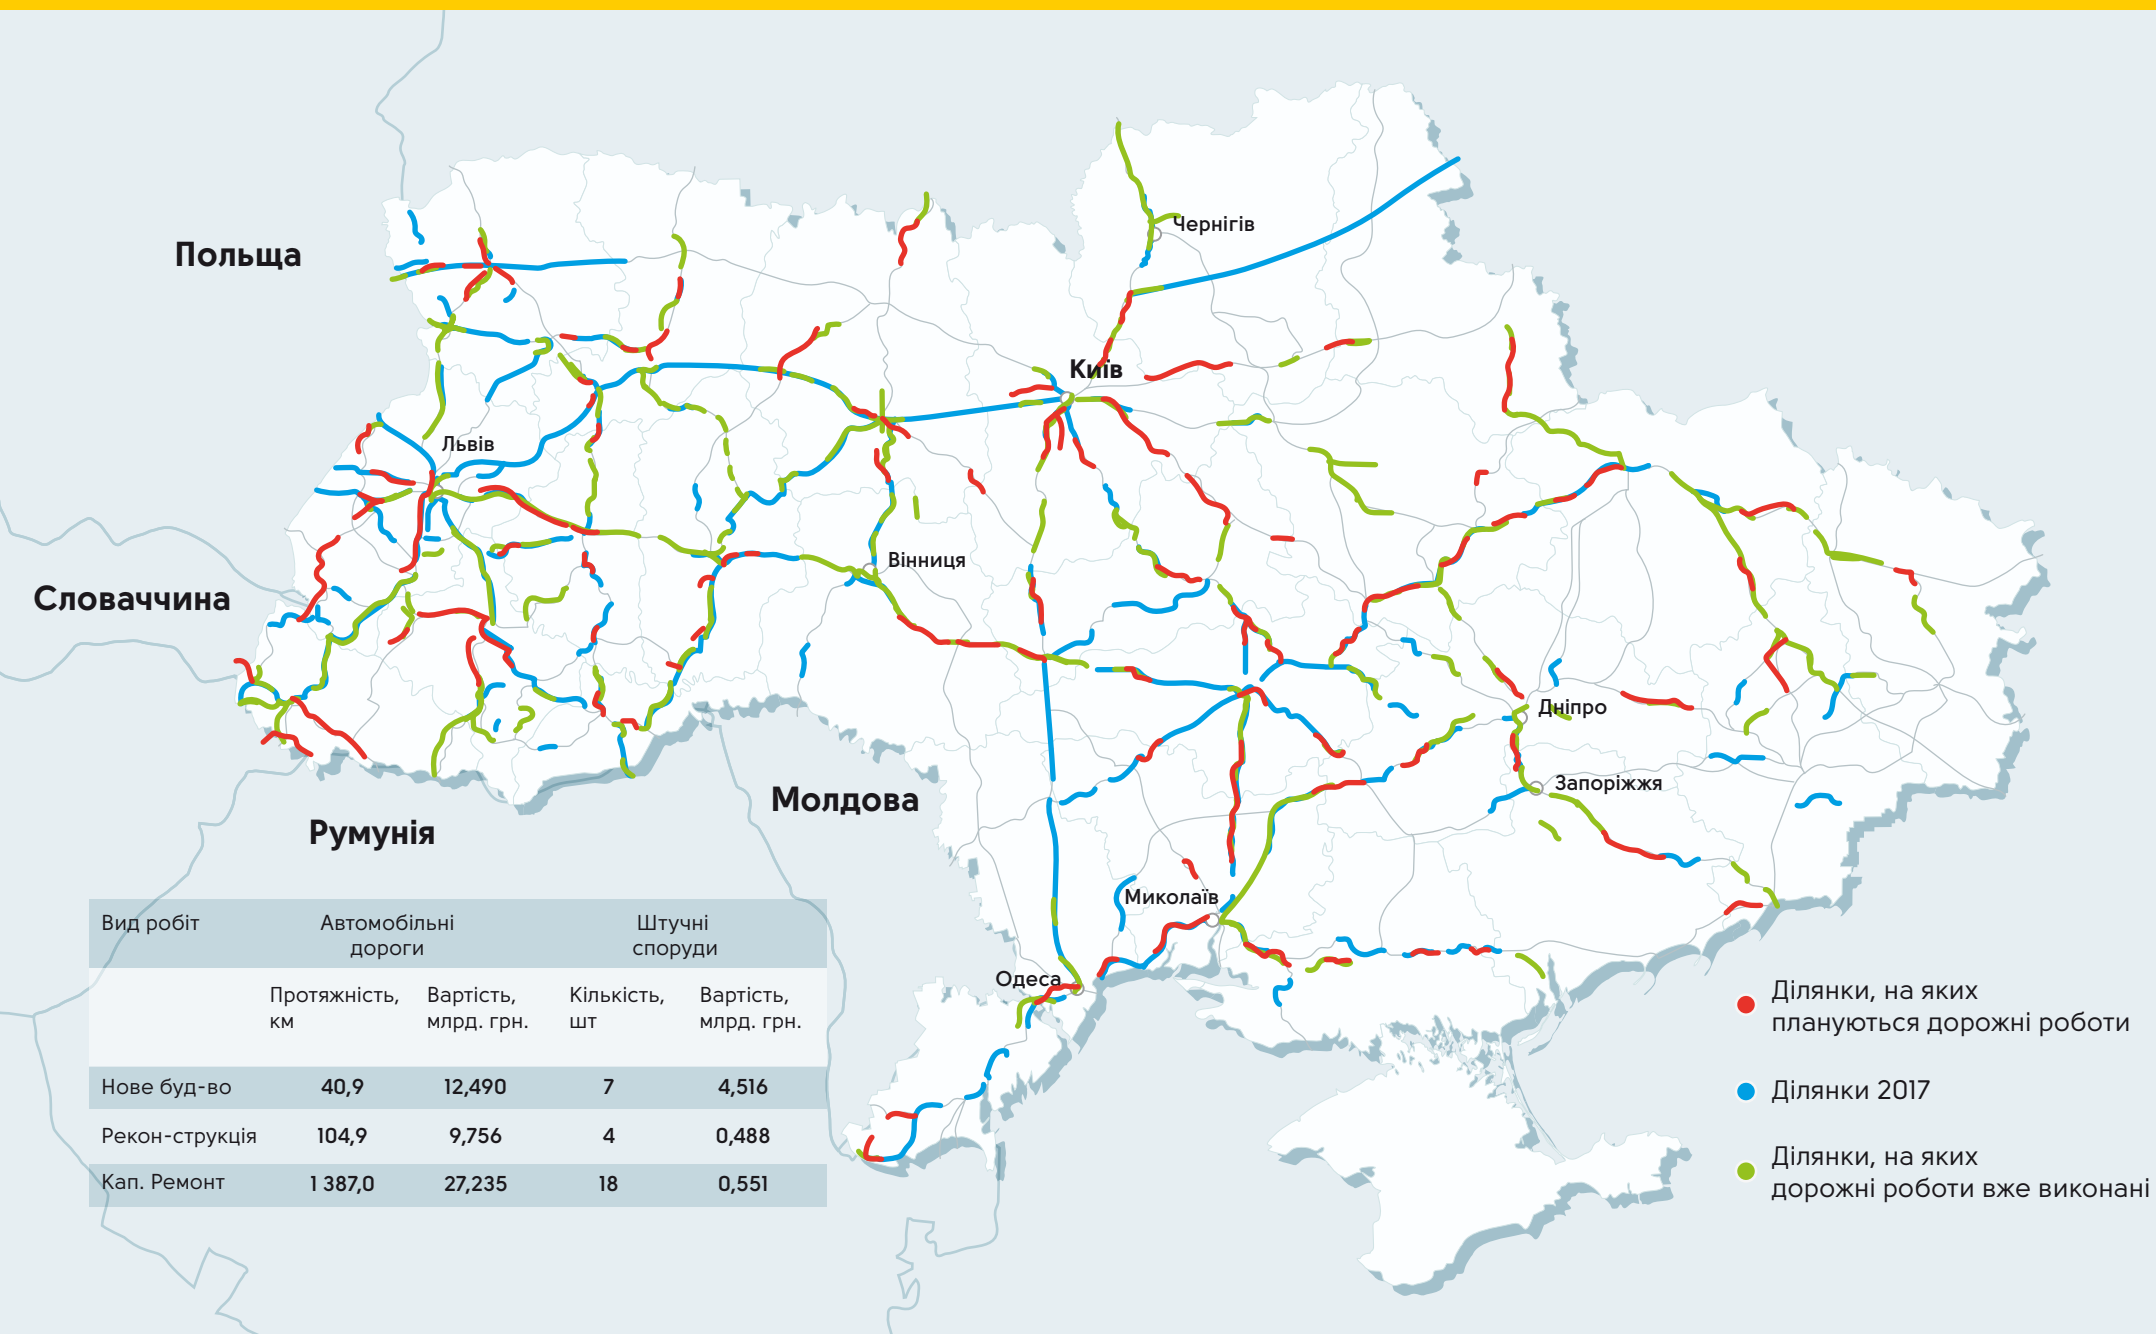 Чернігів
Польща
Київ
Львів
Вінниця
Словаччина
Дніпро
Запоріжжя
Молдова
Румунія
Миколаїв
Одеса
Вид робіт
Автомобільні
дороги
Штучні
споруди
Протяжність,
км
Вартість,
млрд. грн.
Кількість,
шт
Вартість,
млрд. грн.
Нове буд-во 40,9 12,490 7 4,516
Рекон-струкція 104,9 9,756 4 0,488
Кап. Ремонт 1 387,0 27,235 18 0,551
Ділянки, на яких
плануються дорожні роботи
Ділянки 2017
Ділянки, на яких
дорожні роботи вже виконані